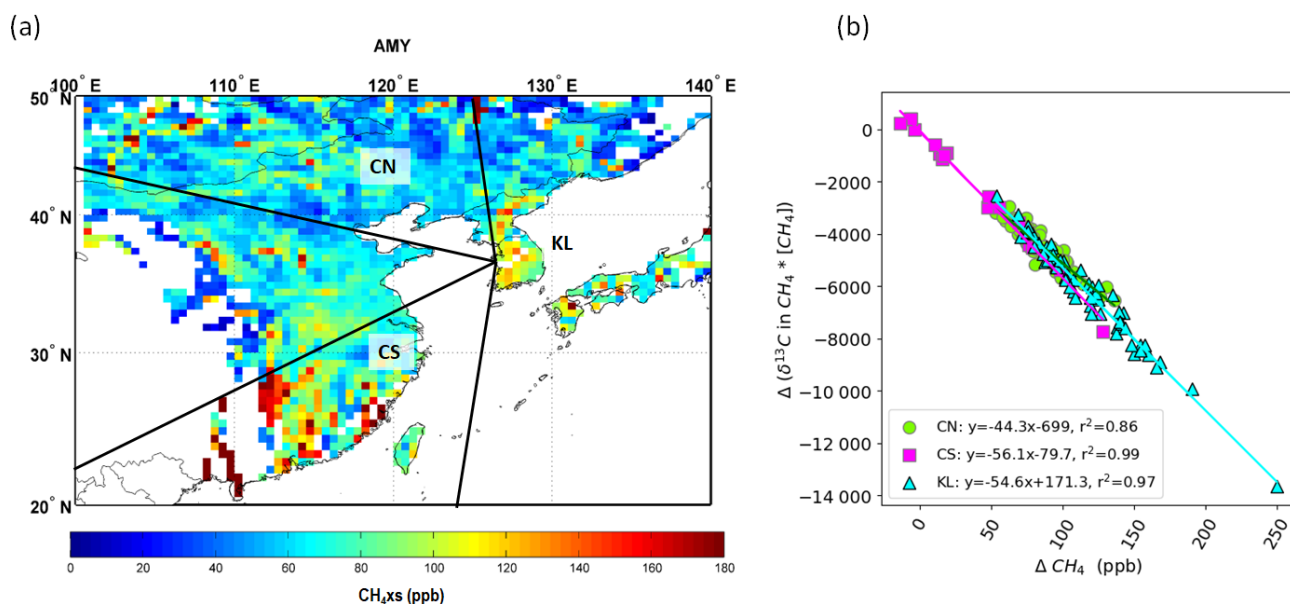 (a)
AMY
100° E 110° E 120° E 130° E 140° E
50° N
40° N
30° N
20° N
CN
KL
CS
0 20 40 60 80 100 120 140 160 180
CH₄xs (ppb)
(b)
Δ (δ¹³C in CH₄ * [CH₄])
0
−2000
−4000
−6000
−8000
−10 000
−12 000
−14 000
CN: y=-44.3x-699, r²=0.86
CS: y=-56.1x-79.7, r²=0.99
KL: y=-54.6x+171.3, r²=0.97
0 50 100 150 200 250
Δ CH₄ (ppb)